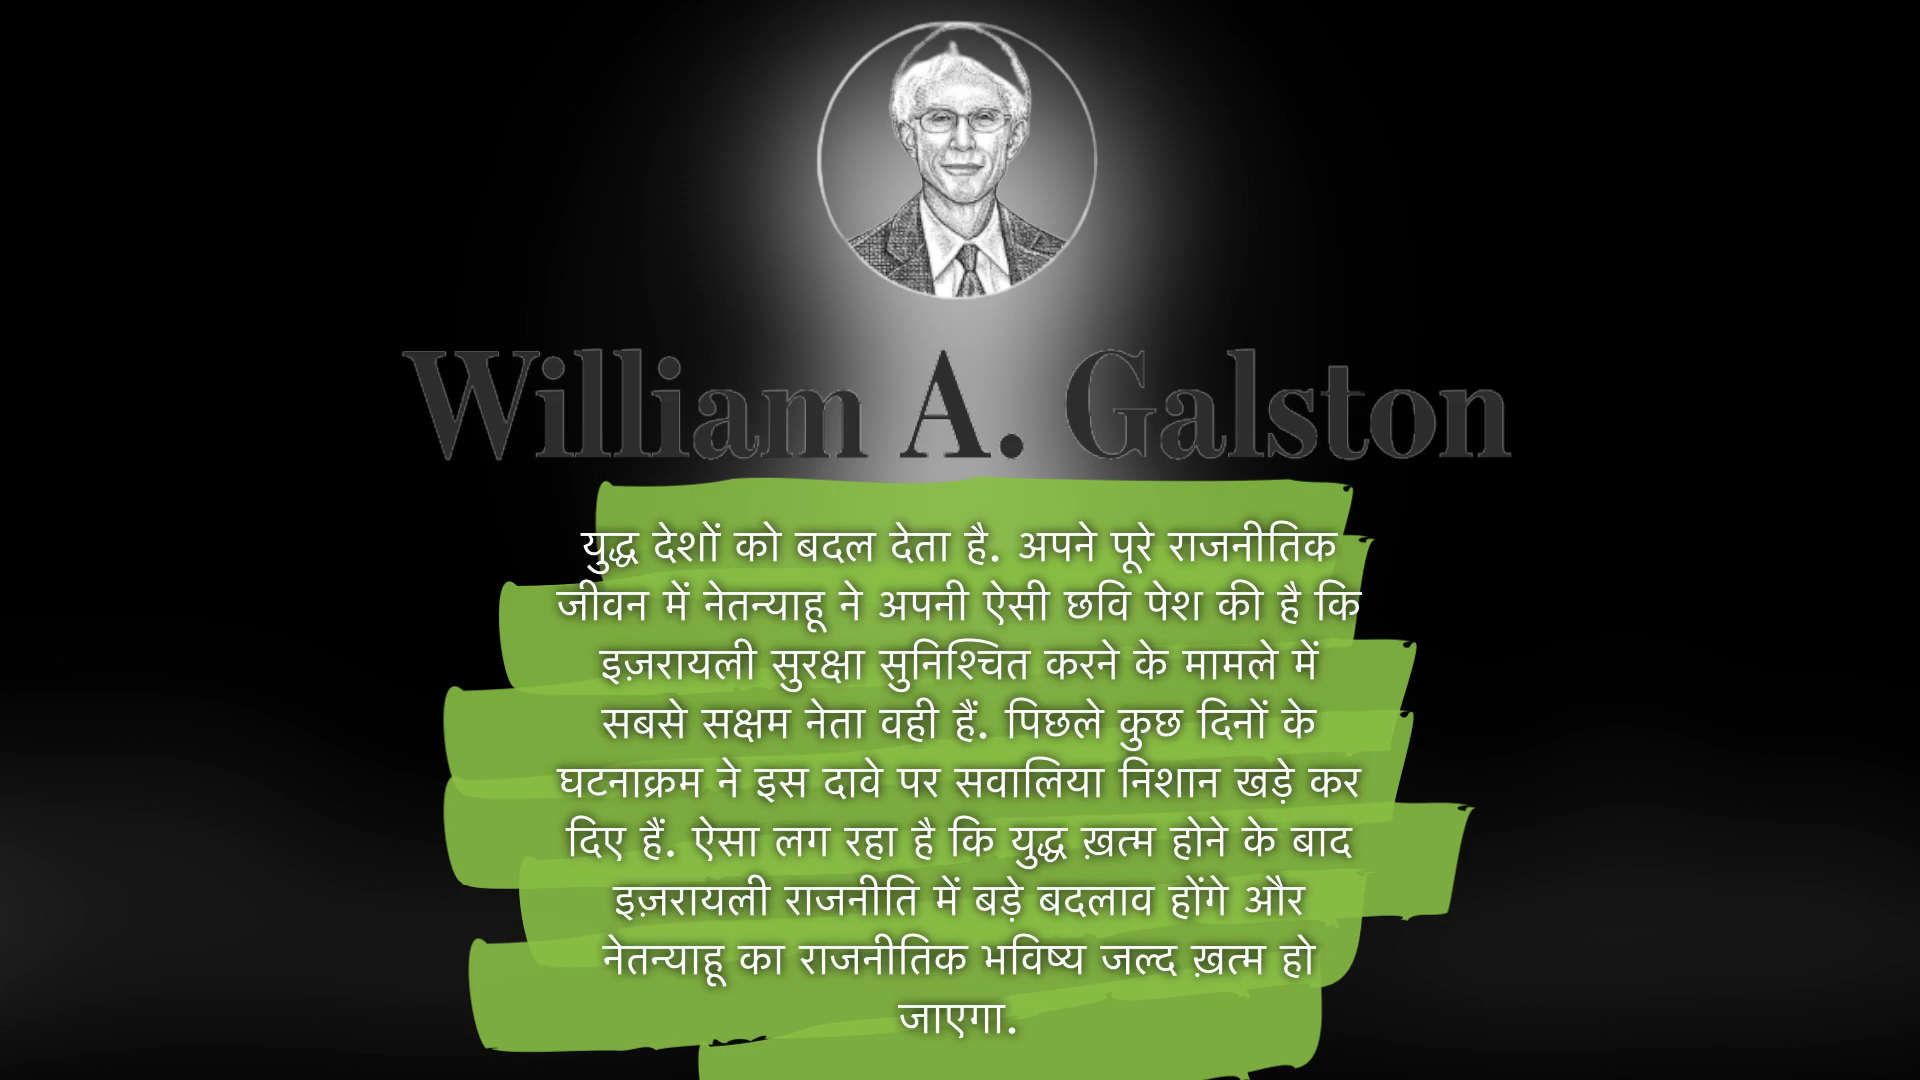 William A. Galston
युद्ध देशों को बदल देता है. अपने पूरे राजनीतिक
जीवन में नेतन्याहू ने अपनी ऐसी छवि पेश की है कि
इज़रायली सुरक्षा सुनिश्चित करने के मामले में
सबसे सक्षम नेता वही हैं. पिछले कुछ दिनों के
घटनाक्रम ने इस दावे पर सवालिया निशान खड़े कर
दिए हैं. ऐसा लग रहा है कि युद्ध ख़त्म होने के बाद
इज़रायली राजनीति में बड़े बदलाव होंगे और
नेतन्याहू का राजनीतिक भविष्य जल्द ख़त्म हो
जाएगा.